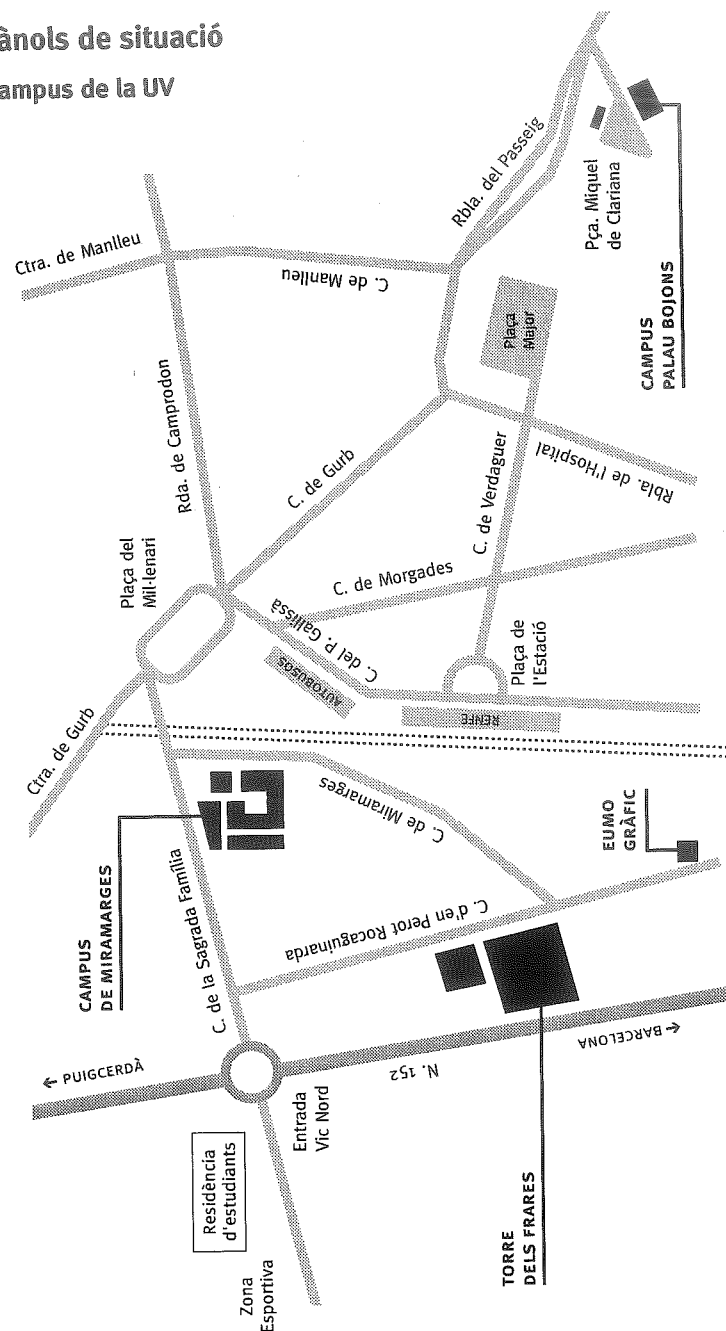 ànols de situació
ampus de la UV
Rbla. del Passeig
Ctra. de Manlleu
C. de Manlleu
Pça. Miquel
de Clariana
Plaça
Major
CAMPUS
PALAU BOJONS
Rda. de Camprodon
C. de Gurb
C. de Verdaguer
Rbla. de l'Hospital
Plaça del
Mil·lenari
C. de Morgades
C. del P. Gallissà
AUTOBUSOS
Plaça de
l'Estació
RENFE
Ctra. de Gurb
C. de Miramarges
EUMO
GRÀFIC
CAMPUS
DE MIRAMARGES
C. de la Sagrada Família
C. d'en Perot Rocaguinarda
← PUIGCERDÀ
N. 152
← BARCELONA
Entrada
Vic Nord
Residència
d'estudiants
Zona
Esportiva
TORRE
DELS FRARES